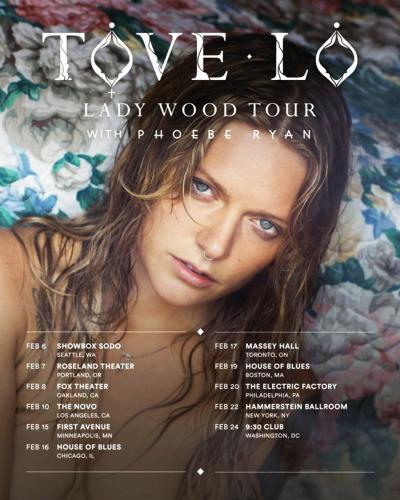 TOVE LO
LADY WOOD TOUR
WITH PHOEBE RYAN
FEB 6 SHOWBOX SODO
SEATTLE, WA
FEB 7 ROSELAND THEATER
PORTLAND, OR
FEB 8 FOX THEATER
OAKLAND, CA
FEB 10 THE NOVO
LOS ANGELES, CA
FEB 15 FIRST AVENUE
MINNEAPOLIS, MN
FEB 16 HOUSE OF BLUES
CHICAGO, IL
FEB 17 MASSEY HALL
TORONTO, ON
FEB 19 HOUSE OF BLUES
BOSTON, MA
FEB 20 THE ELECTRIC FACTORY
PHILADELPHIA, PA
FEB 22 HAMMERSTEIN BALLROOM
NEW YORK, NY
FEB 24 9:30 CLUB
WASHINGTON, DC